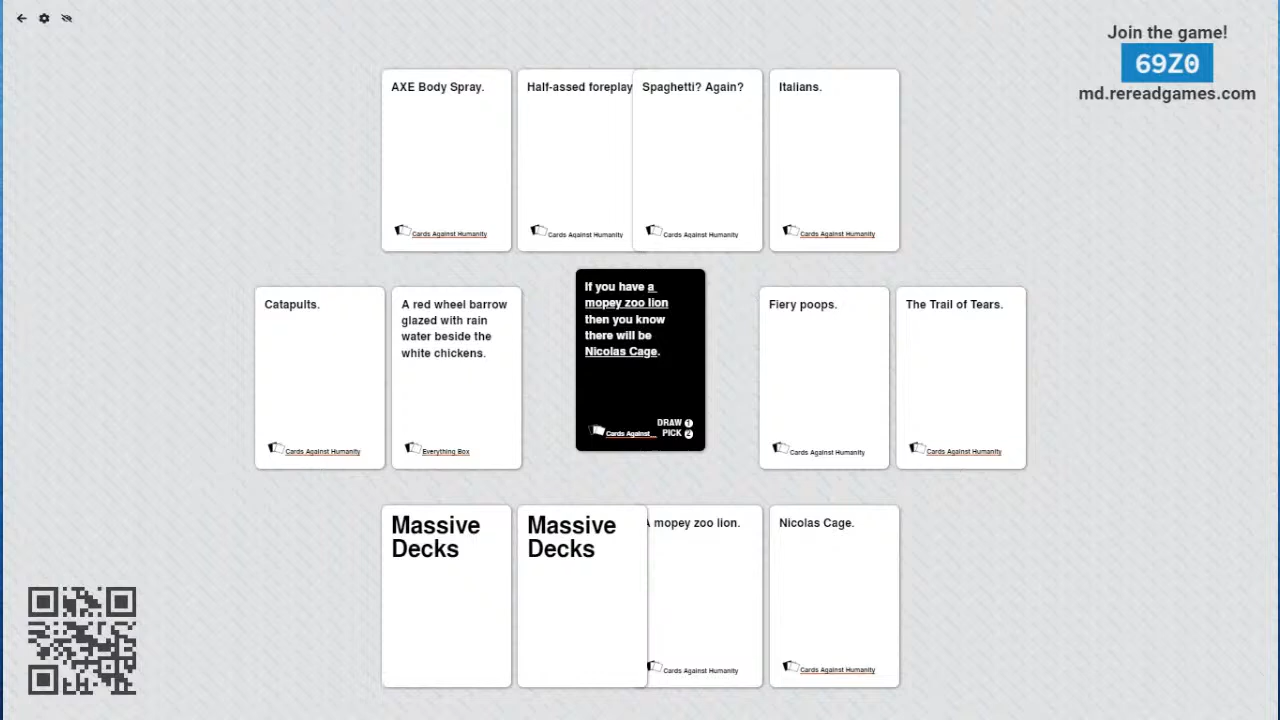 Join the game!
69Z0
md.rereadgames.com
AXE Body Spray.
Cards Against Humanity
Half-assed foreplay
Cards Against Humanity
Spaghetti? Again?
Cards Against Humanity
Italians.
Cards Against Humanity
Catapults.
Cards Against Humanity
A red wheel barrow
glazed with rain
water beside the
white chickens.
Everything Box
If you have a
mopey zoo lion
then you know
there will be
Nicolas Cage.
DRAW 1
Cards Against_ PICK 2
Fiery poops.
Cards Against Humanity
The Trail of Tears.
Cards Against Humanity
Massive
Decks
Massive
Decks
A mopey zoo lion.
Cards Against Humanity
Nicolas Cage.
Cards Against Humanity